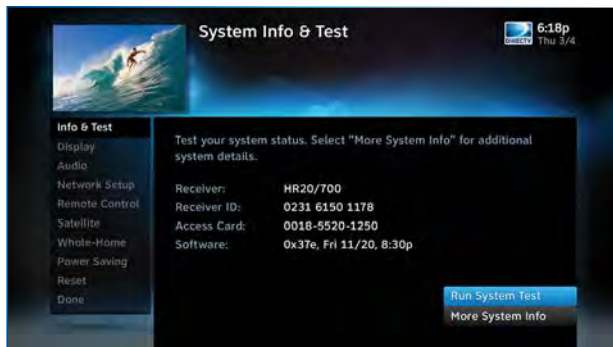 System Info & Test
DIRECTV
6:18p
Thu 3/4
Info & Test
Display
Audio
Network Setup
Remote Control
Satellite
Whole-Home
Power Saving
Reset
Done
Test your system status. Select "More System Info" for additional
system details.
Receiver: HR20/700
Receiver ID: 0231 6150 1178
Access Card: 0018-5520-1250
Software: 0x37e, Fri 11/20, 8:30p
Run System Test
More System Info